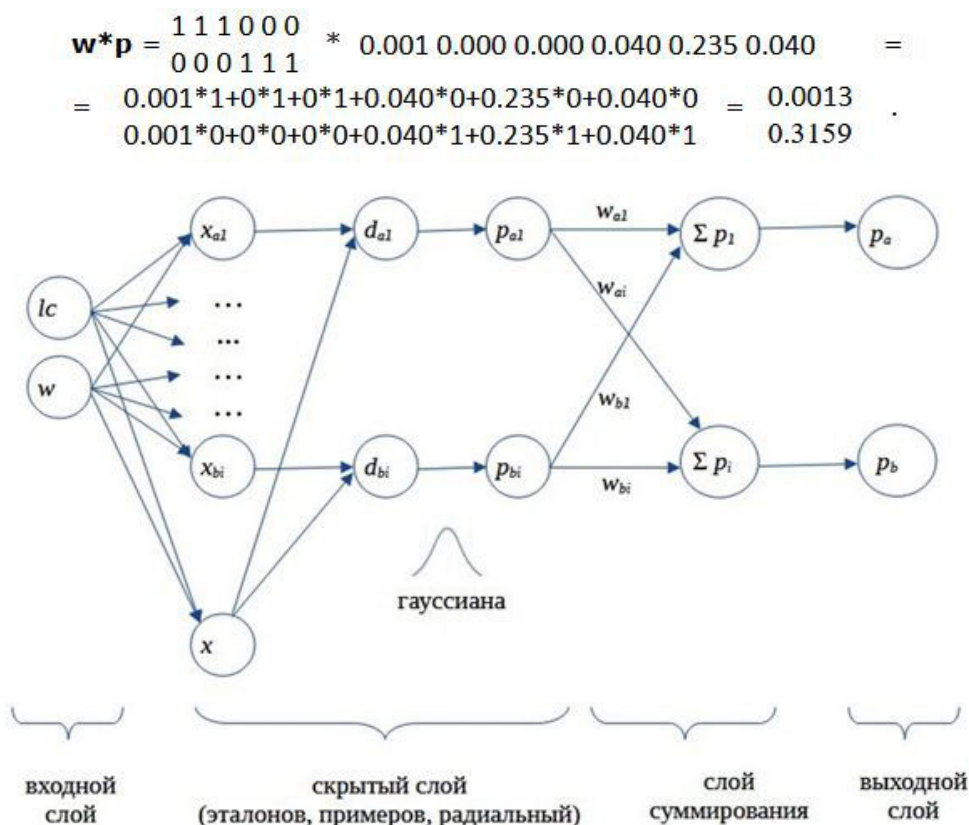 w*p = 1 1 1 0 0 0 * 0.001 0.000 0.000 0.040 0.235 0.040 =
0 0 0 1 1 1
= 0.001*1+0*1+0*1+0.040*0+0.235*0+0.040*0 = 0.0013 .
0.001*0+0*0+0*0+0.040*1+0.235*1+0.040*1 0.3159
x_a1 d_a1 p_a1 w_a1 Σ p_1 p_a
lc ... w_ai
...
w ... w_b1
...
x_bi d_bi p_bi w_bi Σ p_i p_b
гауссиана
x
входной скрытый слой слой выходной
слой (эталонов, примеров, радиальный) суммирования слой